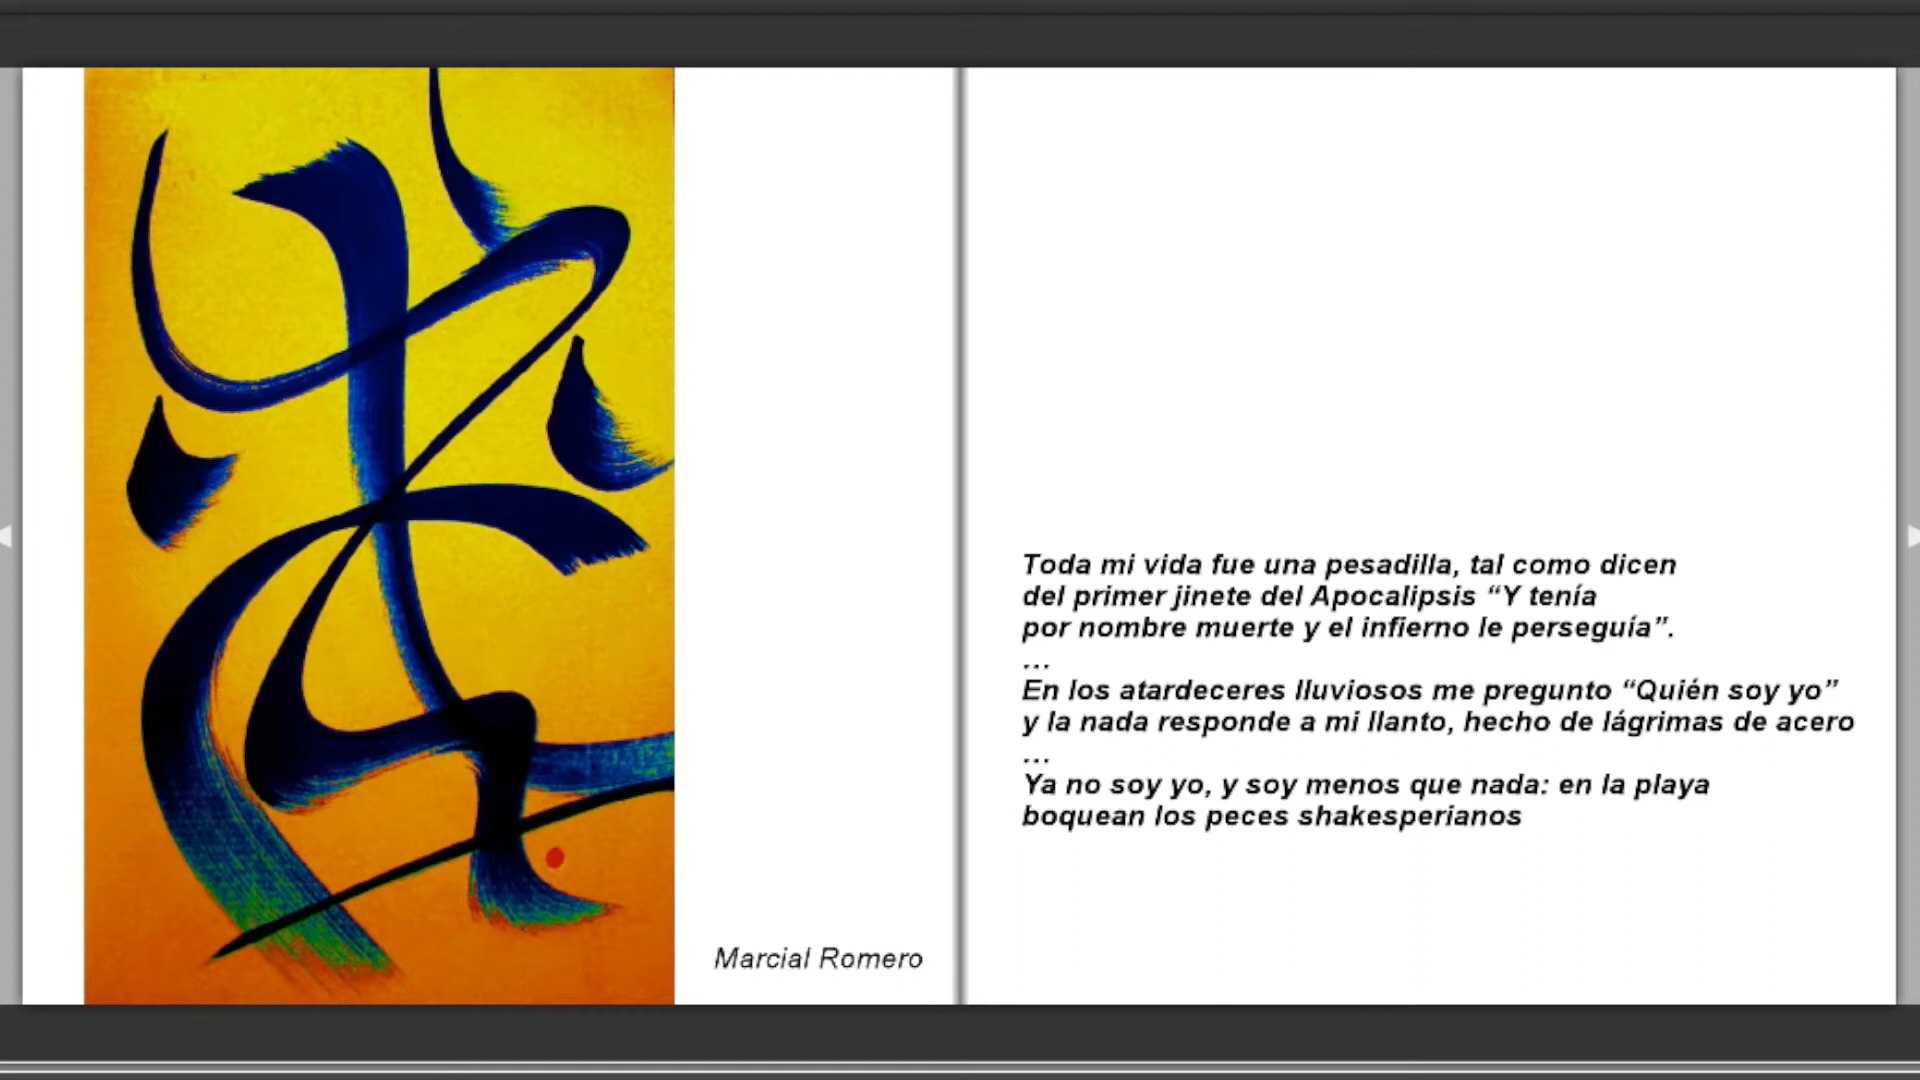 Marcial Romero
Toda mi vida fue una pesadilla, tal como dicen
del primer jinete del Apocalipsis “Y tenía
por nombre muerte y el infierno le perseguía”.
...
En los atardeceres lluviosos me pregunto “Quién soy yo”
y la nada responde a mi llanto, hecho de lágrimas de acero
...
Ya no soy yo, y soy menos que nada: en la playa
boquean los peces shakesperianos